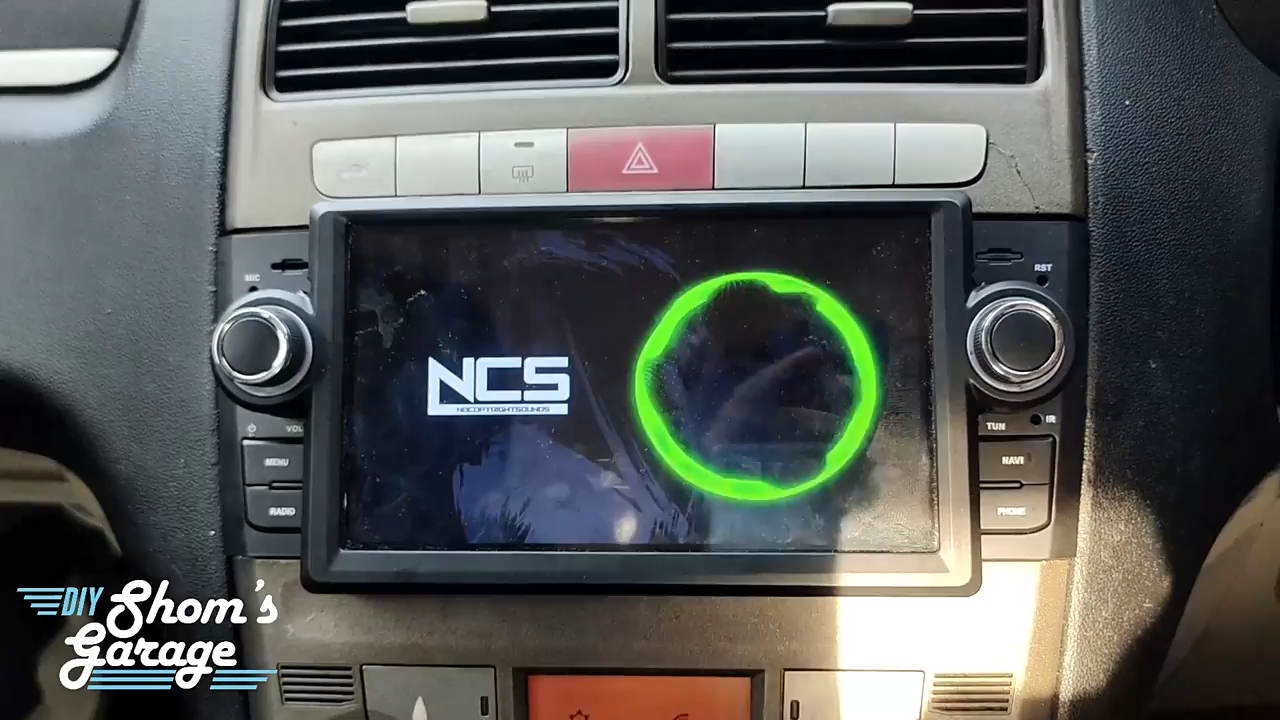 MIC
RST
NCS
NOCOPYRIGHTSOUNDS
VOL
TUN
IR
MENU
NAVI
RADIO
PHONE
DIY Shom's
Garage